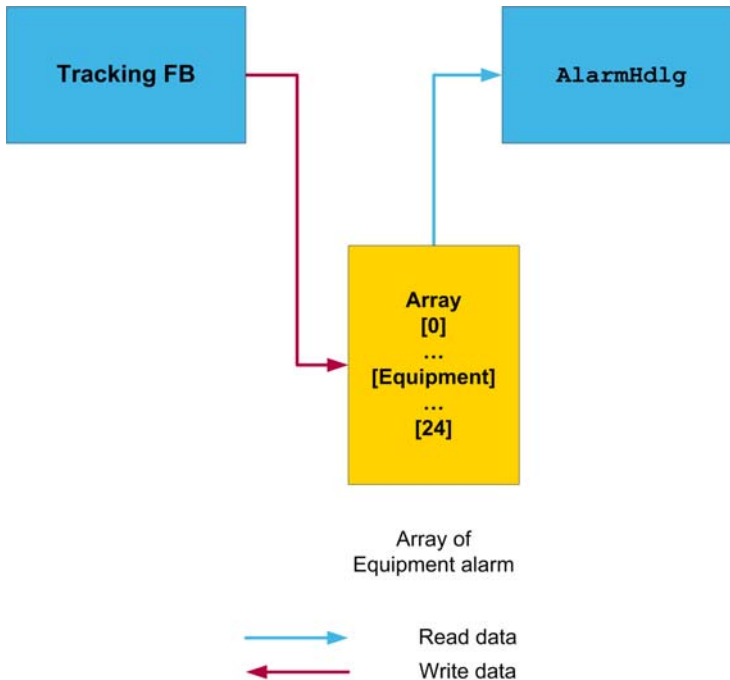 Tracking FB
AlarmHdlg
Array
[0]
...
[Equipment]
...
[24]
Array of
Equipment alarm
Read data
Write data